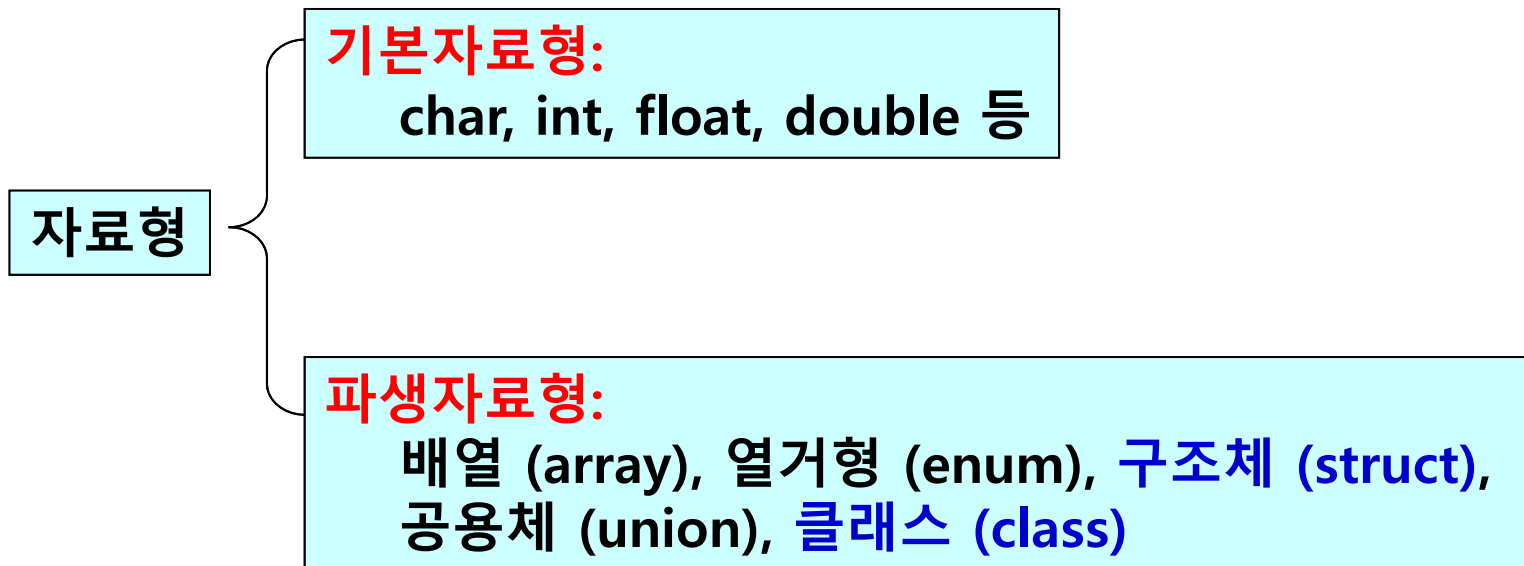 기본자료형:
char, int, float, double 등
자료형
파생자료형:
배열 (array), 열거형 (enum), 구조체 (struct),
공용체 (union), 클래스 (class)